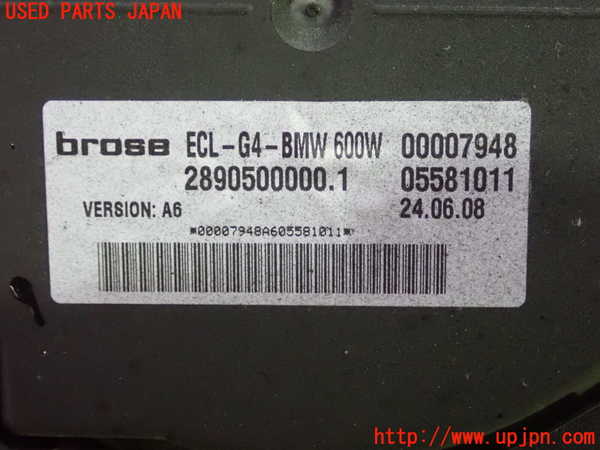 USED PARTS JAPAN
brose ECL-G4-BMW 600W 00007948
2890500000.1 05581011
VERSION: A6 24.06.08
*00007948A605581011*
http://www.upjpn.com